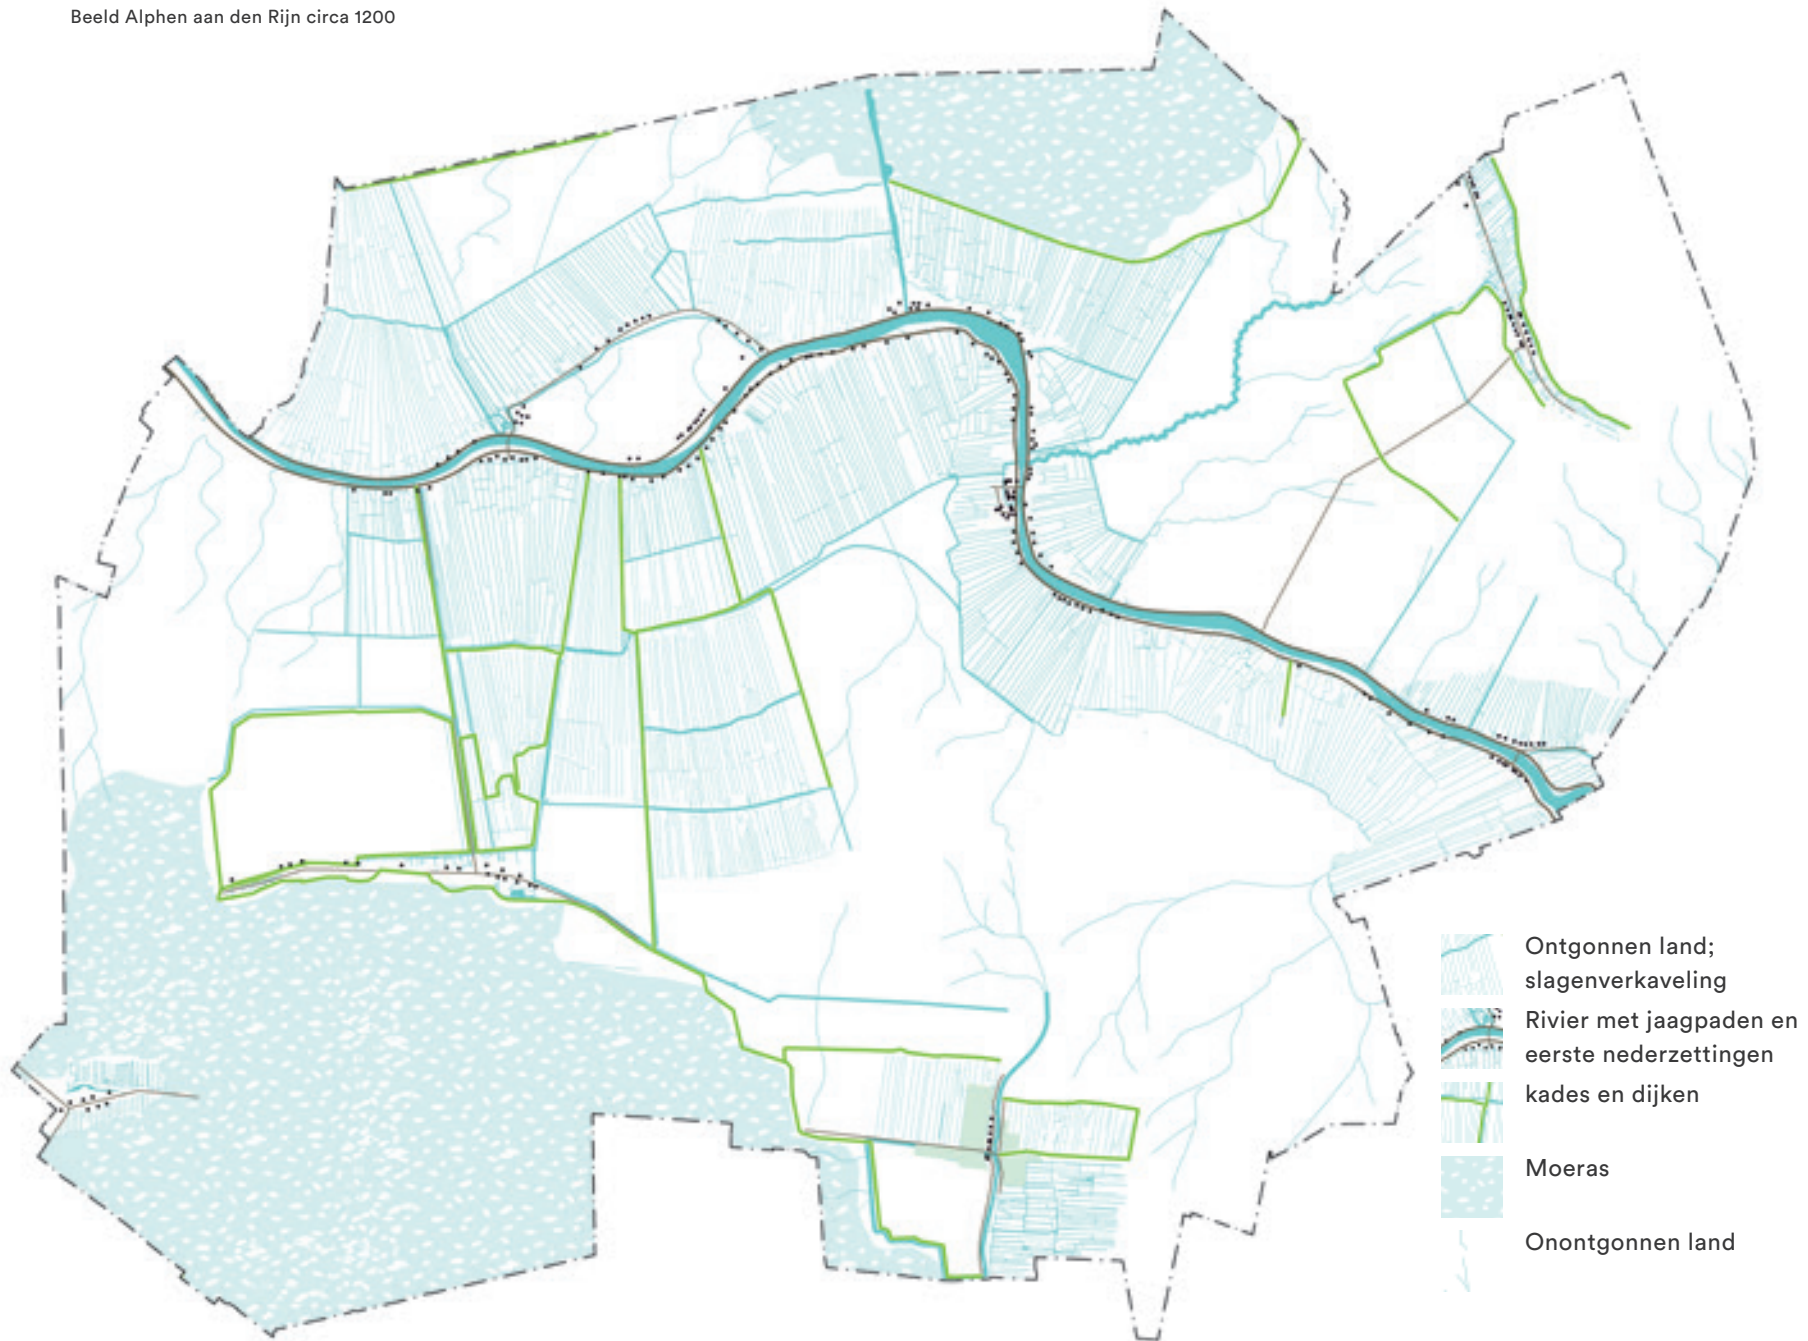 Beeld Alphen aan den Rijn circa 1200
Ontgonnen land;
slagenverkaveling
Rivier met jaagpaden en
eerste nederzettingen
kades en dijken
Moeras
Onontgonnen land